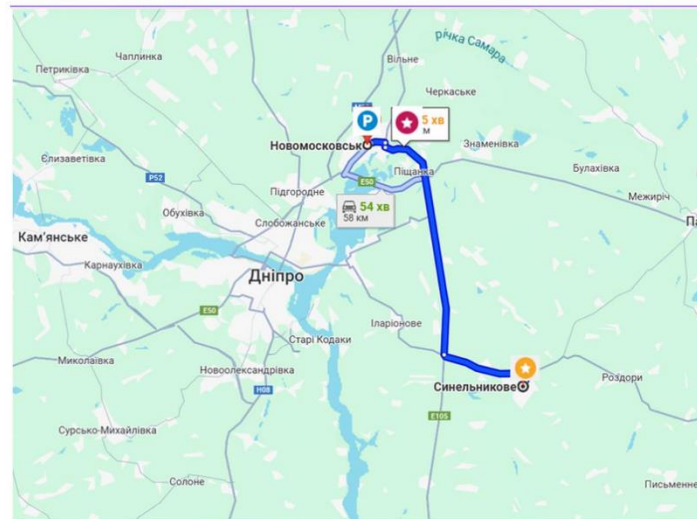 річка Самара
Чаплинка
Вільне
Петриківка
Черкаське
P
5 хв
м
Новомосковськ
Знаменівка
Єлизаветівка
Піщанка
Булахівка
P52
E50
Підгородне
Межиріч
54 хв
58 км
Обухівка
Слобожанське
Кам'янське
Карнаухівка
Дніпро
E50
Іларіонове
Старі Кодаки
Миколаївка
Новоолександрівка
Синельникове
Роздори
H08
E105
Сурсько-Михайлівка
Солоне
Письменне